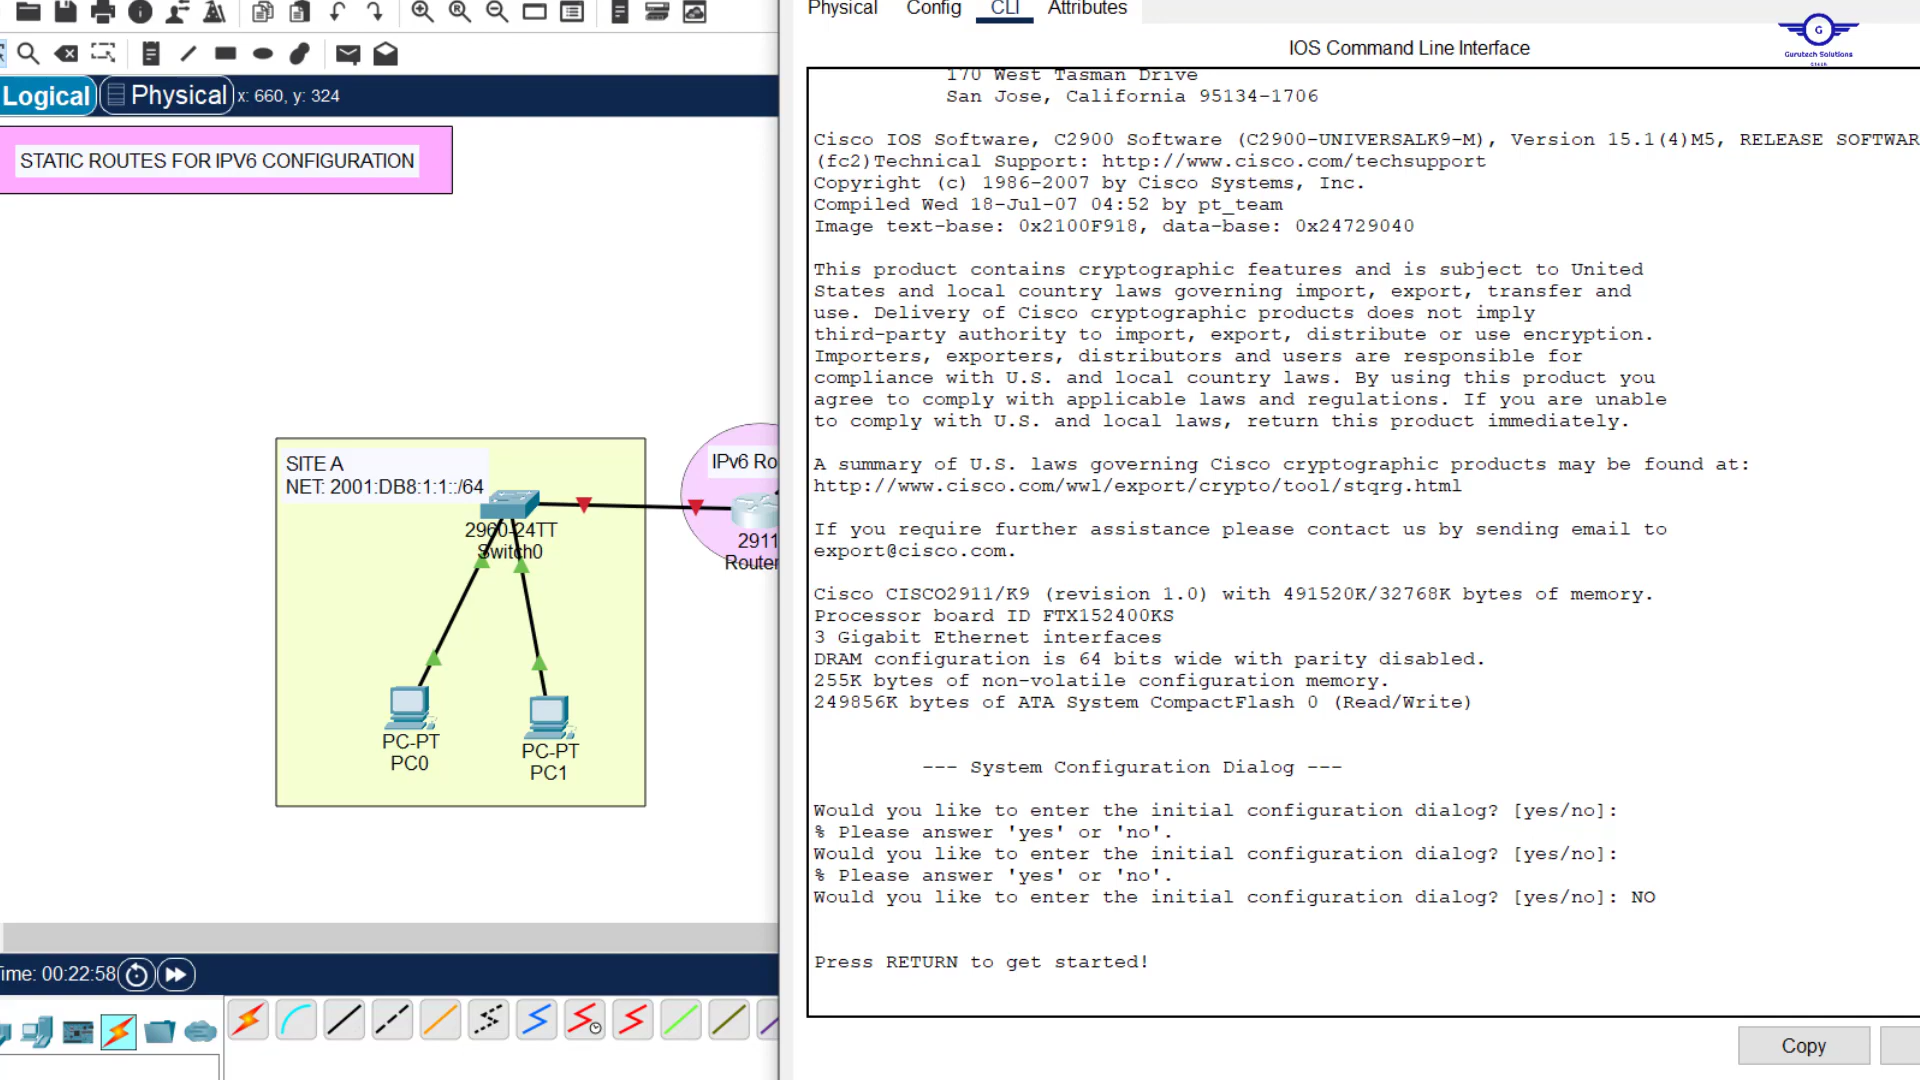 Physical Config CLI Attributes
G
Gurutech Solutions
IOS Command Line Interface
Logical Physical x: 660, y: 324
STATIC ROUTES FOR IPV6 CONFIGURATION
SITE A
NET: 2001:DB8:1:1::/64
2960-24TT
Switch0
IPv6 Ro
2911
Router
PC-PT
PC0
PC-PT
PC1
ime: 00:22:58
170 West Tasman Drive
San Jose, California 95134-1706
Cisco IOS Software, C2900 Software (C2900-UNIVERSALK9-M), Version 15.1(4)M5, RELEASE SOFTWAR
(fc2)Technical Support: http://www.cisco.com/techsupport
Copyright (c) 1986-2007 by Cisco Systems, Inc.
Compiled Wed 18-Jul-07 04:52 by pt_team
Image text-base: 0x2100F918, data-base: 0x24729040
This product contains cryptographic features and is subject to United
States and local country laws governing import, export, transfer and
use. Delivery of Cisco cryptographic products does not imply
third-party authority to import, export, distribute or use encryption.
Importers, exporters, distributors and users are responsible for
compliance with U.S. and local country laws. By using this product you
agree to comply with applicable laws and regulations. If you are unable
to comply with U.S. and local laws, return this product immediately.
A summary of U.S. laws governing Cisco cryptographic products may be found at:
http://www.cisco.com/wwl/export/crypto/tool/stqrg.html
If you require further assistance please contact us by sending email to
export@cisco.com.
Cisco CISCO2911/K9 (revision 1.0) with 491520K/32768K bytes of memory.
Processor board ID FTX152400KS
3 Gigabit Ethernet interfaces
DRAM configuration is 64 bits wide with parity disabled.
255K bytes of non-volatile configuration memory.
249856K bytes of ATA System CompactFlash 0 (Read/Write)
--- System Configuration Dialog ---
Would you like to enter the initial configuration dialog? [yes/no]:
% Please answer 'yes' or 'no'.
Would you like to enter the initial configuration dialog? [yes/no]:
% Please answer 'yes' or 'no'.
Would you like to enter the initial configuration dialog? [yes/no]: NO
Press RETURN to get started!
Copy